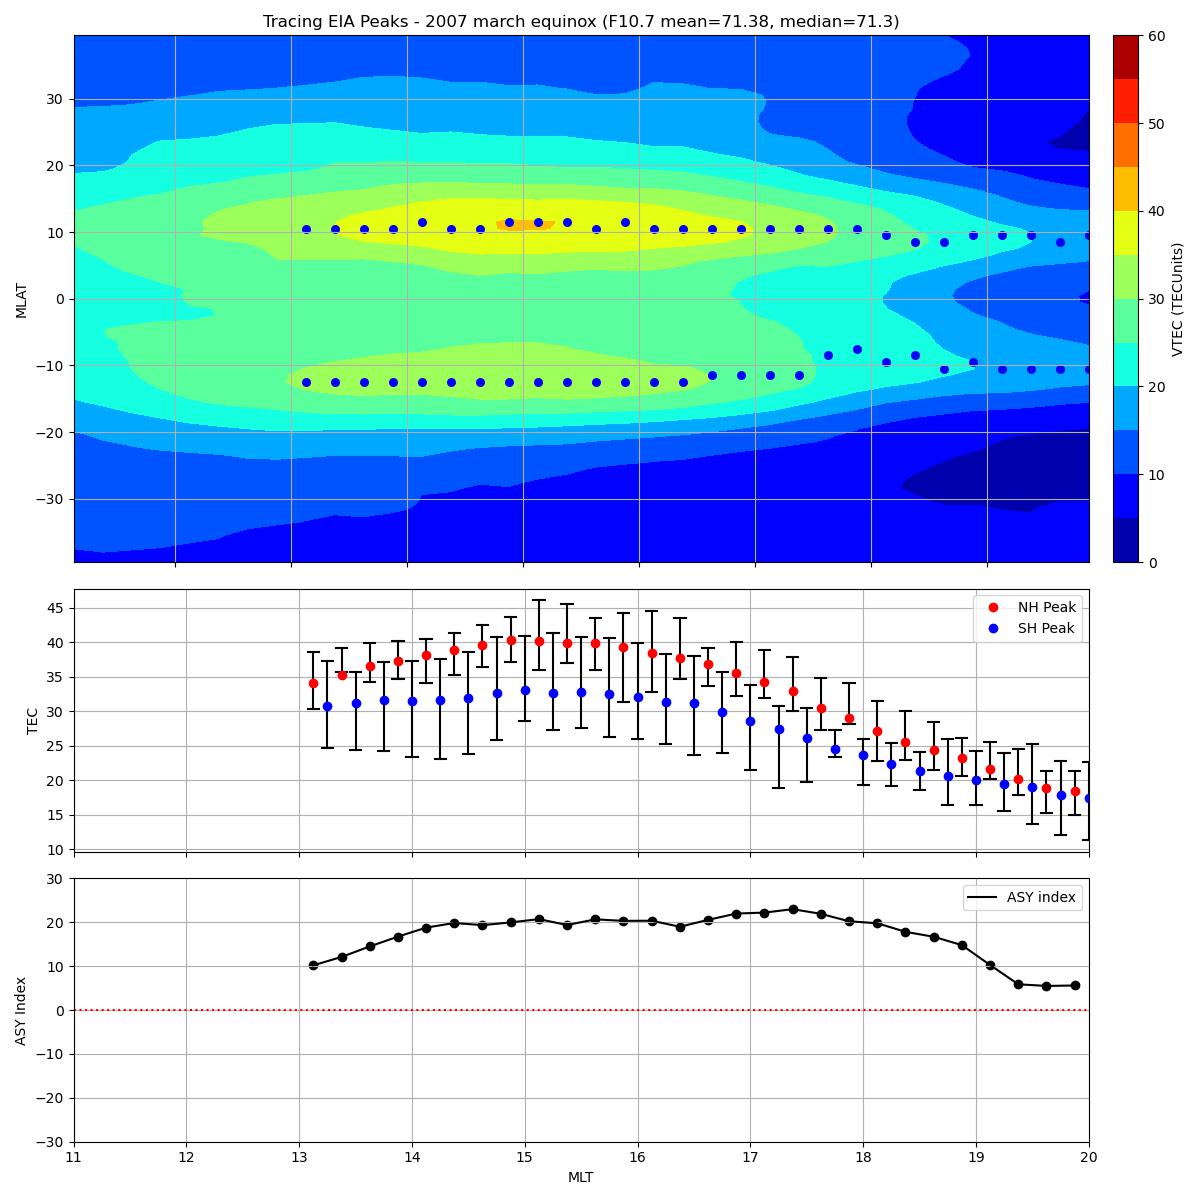 Tracing EIA Peaks - 2007 march equinox (F10.7 mean=71.38, median=71.3)
MLAT
30
20
10
0
−10
−20
−30
60
50
40
30
20
10
0
VTEC (TECUnits)
TEC
45
40
35
30
25
20
15
10
NH Peak
SH Peak
ASY Index
30
20
10
0
−10
−20
−30
ASY index
11 12 13 14 15 16 17 18 19 20
MLT